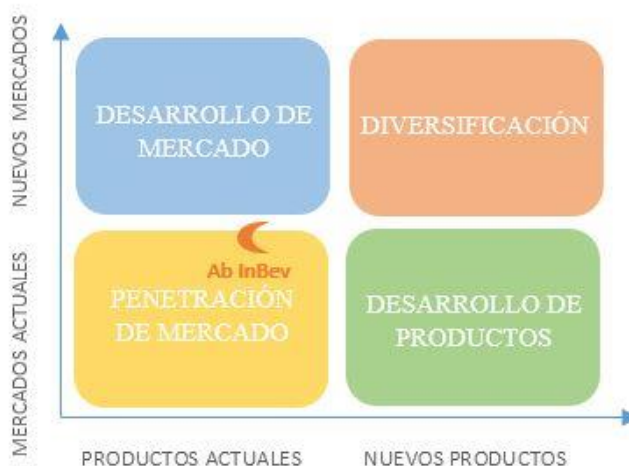 NUEVOS MERCADOS
DESARROLLO DE
MERCADO
DIVERSIFICACIÓN
MERCADOS ACTUALES
Ab InBev
PENETRACIÓN
DE MERCADO
DESARROLLO DE
PRODUCTOS
PRODUCTOS ACTUALES
NUEVOS PRODUCTOS